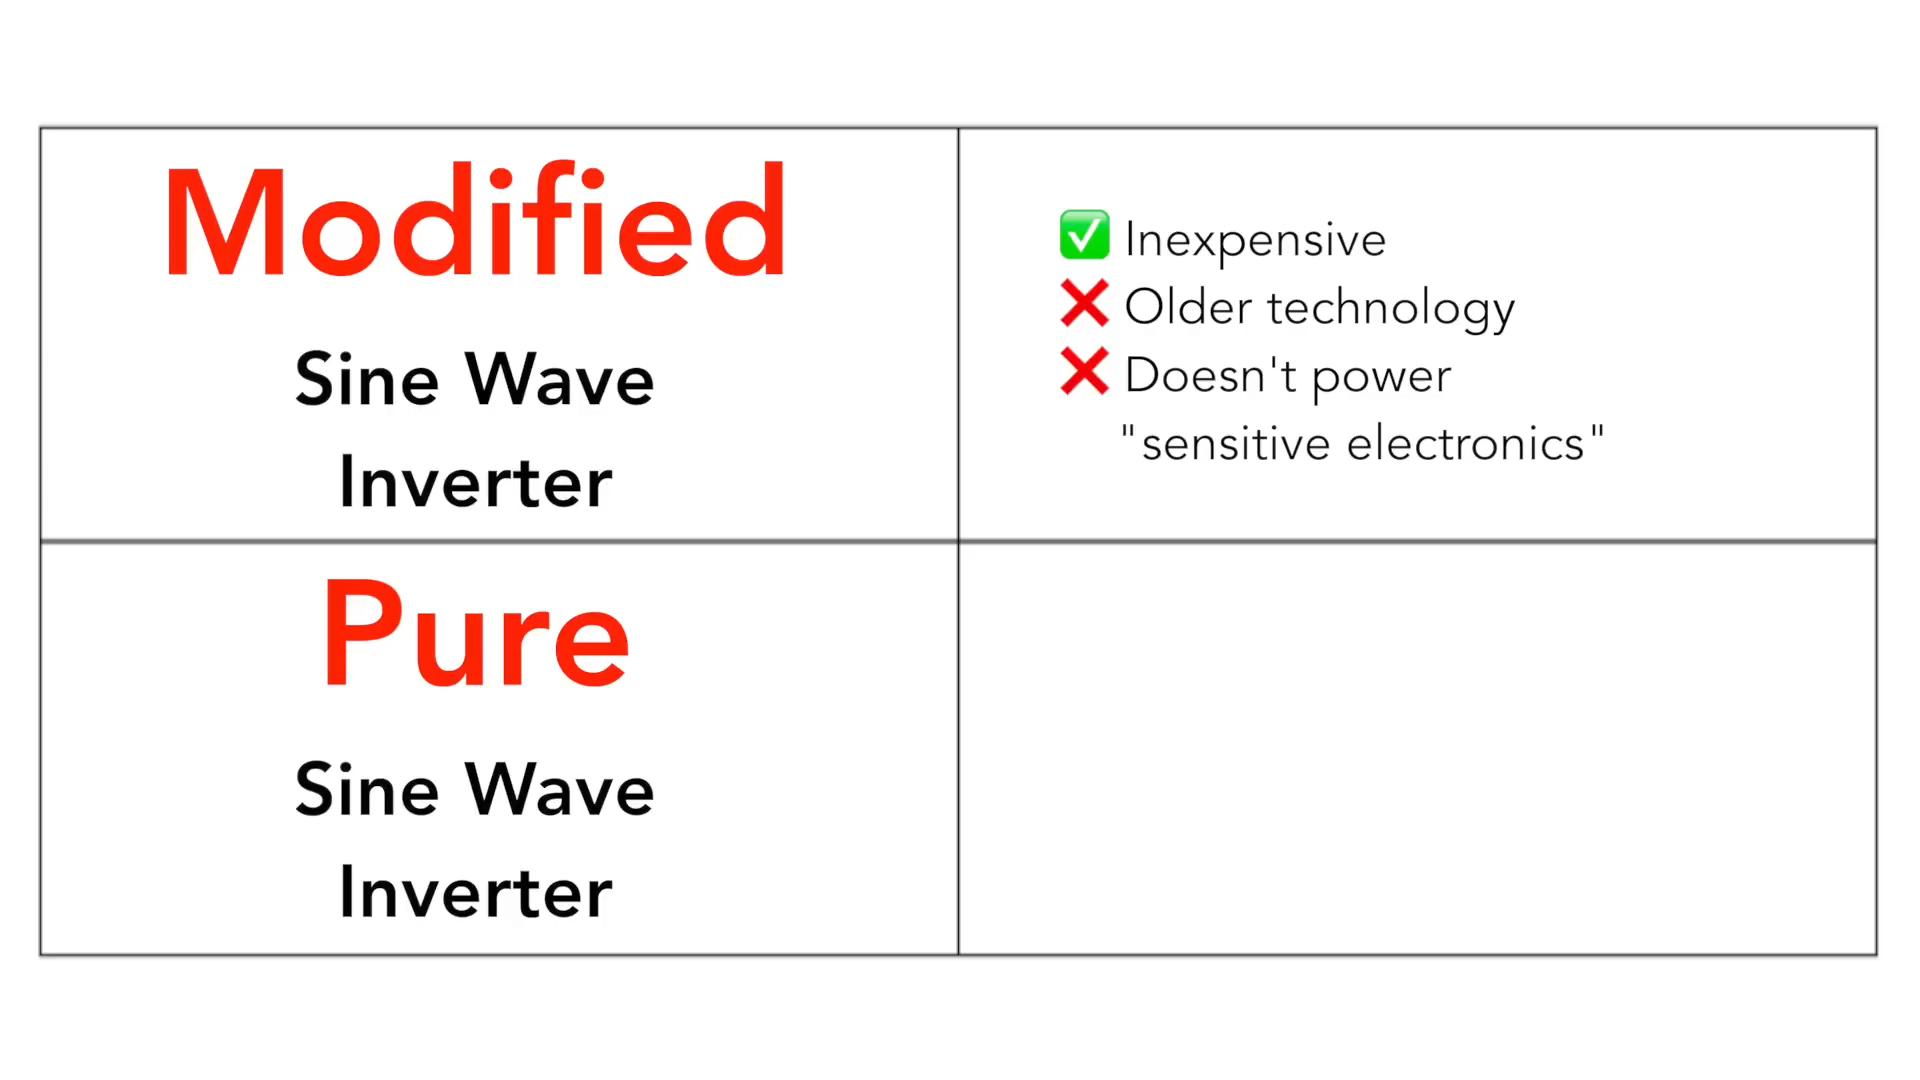 Modified
Sine Wave
Inverter
✅ Inexpensive
❌ Older technology
❌ Doesn't power
"sensitive electronics"
Pure
Sine Wave
Inverter